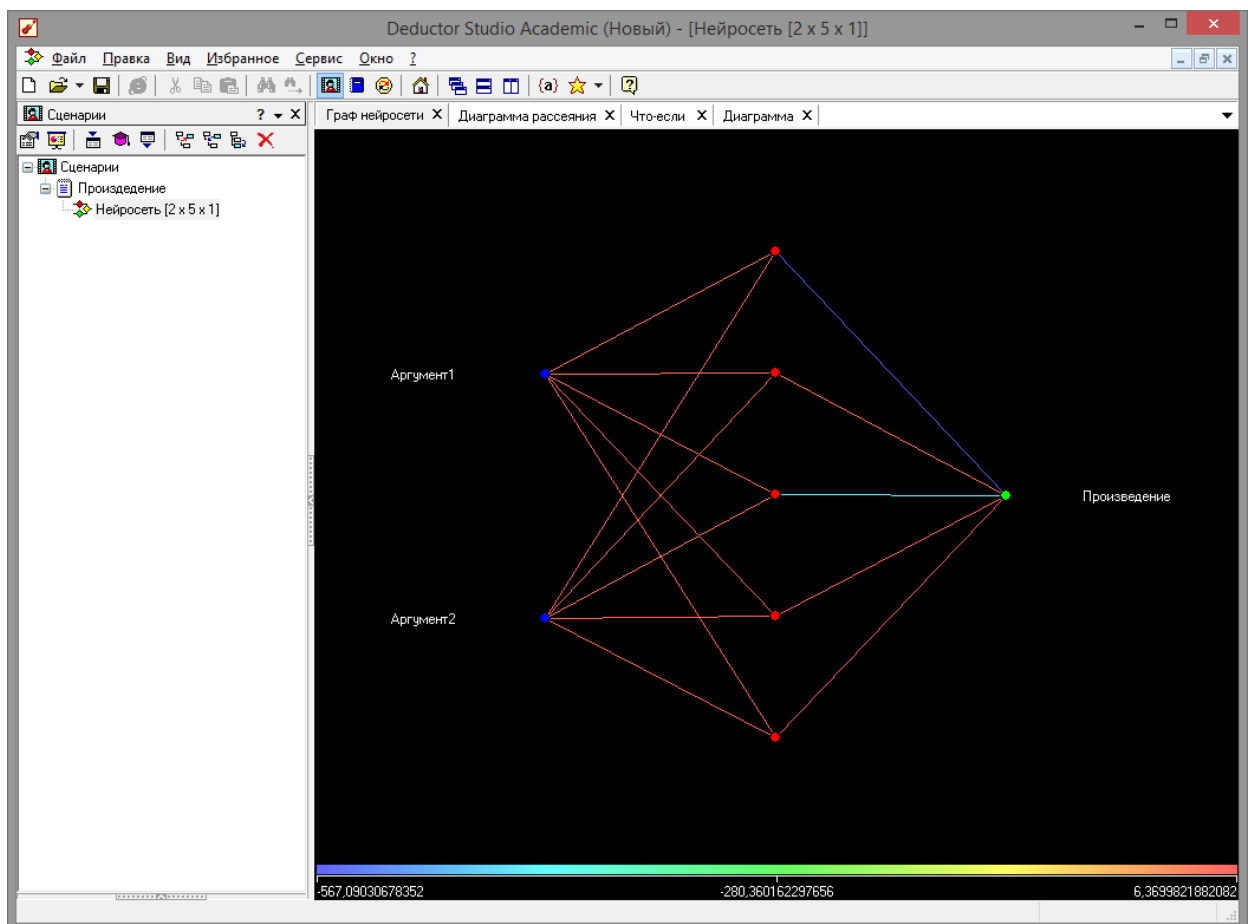 Deductor Studio Academic (Новый) - [Нейросеть [2 x 5 x 1]]
Файл Правка Вид Избранное Сервис Окно ?
{a}
Сценарии ?
Граф нейросети X Диаграмма рассеяния X Что-если X Диаграмма X
Сценарии
Произдедение
Нейросеть [2 x 5 x 1]
Аргумент1
Произведение
Аргумент2
-567,09030678352 -280,360162297656 6,3699821882082